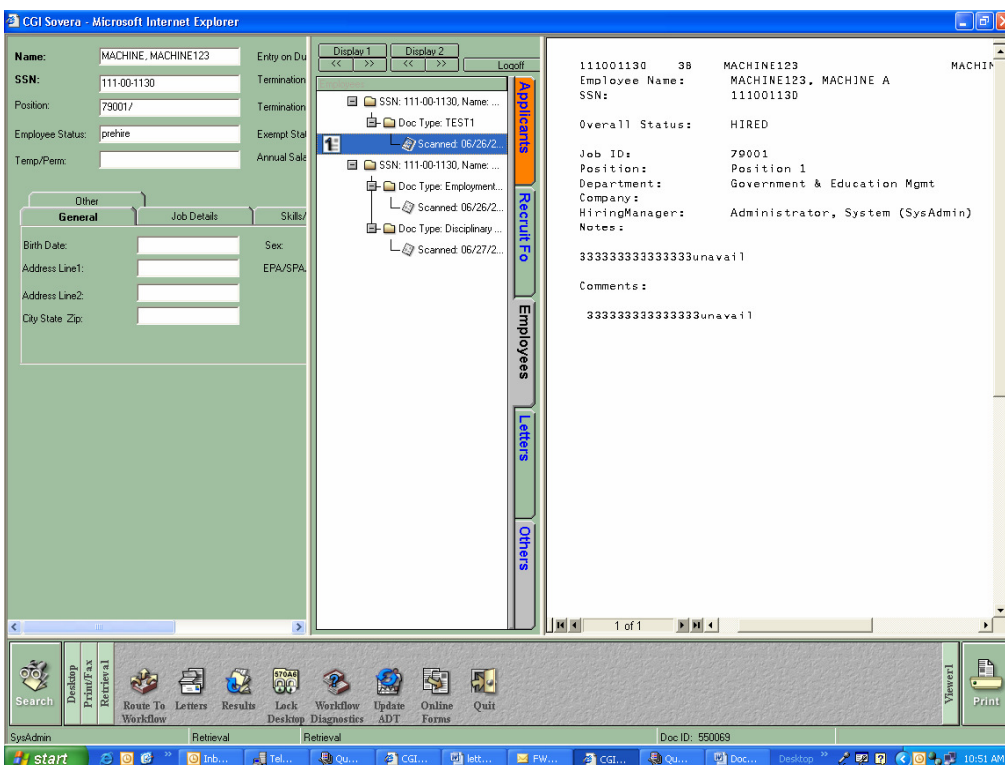 CGI Sovera - Microsoft Internet Explorer
Name: MACHINE, MACHINE123 Entry on Du
SSN: 111-00-1130 Termination
Position: 79001/ Termination
Employee Status: prehire Exempt Stat
Temp/Perm: Annual Sala
Other
General Job Details Skills/
Birth Date: Sex:
Address Line1: EPA/SPA.
Address Line2:
City State Zip:
Display 1 Display 2
<< >> << >> Logoff
SSN: 111-00-1130, Name: ...
Doc Type: TEST1
Scanned: 06/26/2...
SSN: 111-00-1130, Name: ...
Doc Type: Employment...
Scanned: 06/26/2...
Doc Type: Disciplinary ...
Scanned: 06/27/2...
Applicants
Recruit Fo
Employees
Letters
Others
111001130 3B MACHINE123 MACHIN
Employee Name: MACHINE123, MACHINE A
SSN: 111001130
Overall Status: HIRED
Job ID: 79001
Position: Position 1
Department: Government & Education Mgmt
Company:
HiringManager: Administrator, System (SysAdmin)
Notes:
333333333333333unavail
Comments:
333333333333333unavail
1 of 1
Search
Desktop
Print/Fax
Retrieval
Route To Workflow
Letters
Results
570A6
Lock Desktop
Workflow Diagnostics
Update ADT
Online Forms
Quit
Viewer1
Print
SysAdmin Retrieval Retrieval Doc ID: 550069
start Inb... Tel... Qu... CGI... lett... FW... CGI... Qu... Doc... Desktop 10:51 AM